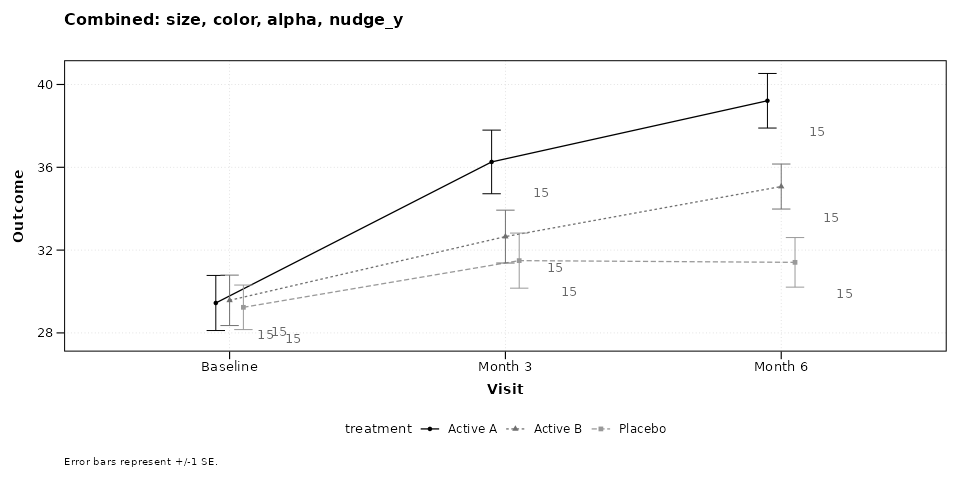 Combined: size, color, alpha, nudge_y
Outcome
40
36
32
28
15
15
15
15
15
15
15 15 15
Baseline Month 3 Month 6
Visit
treatment Active A Active B Placebo
Error bars represent +/-1 SE.